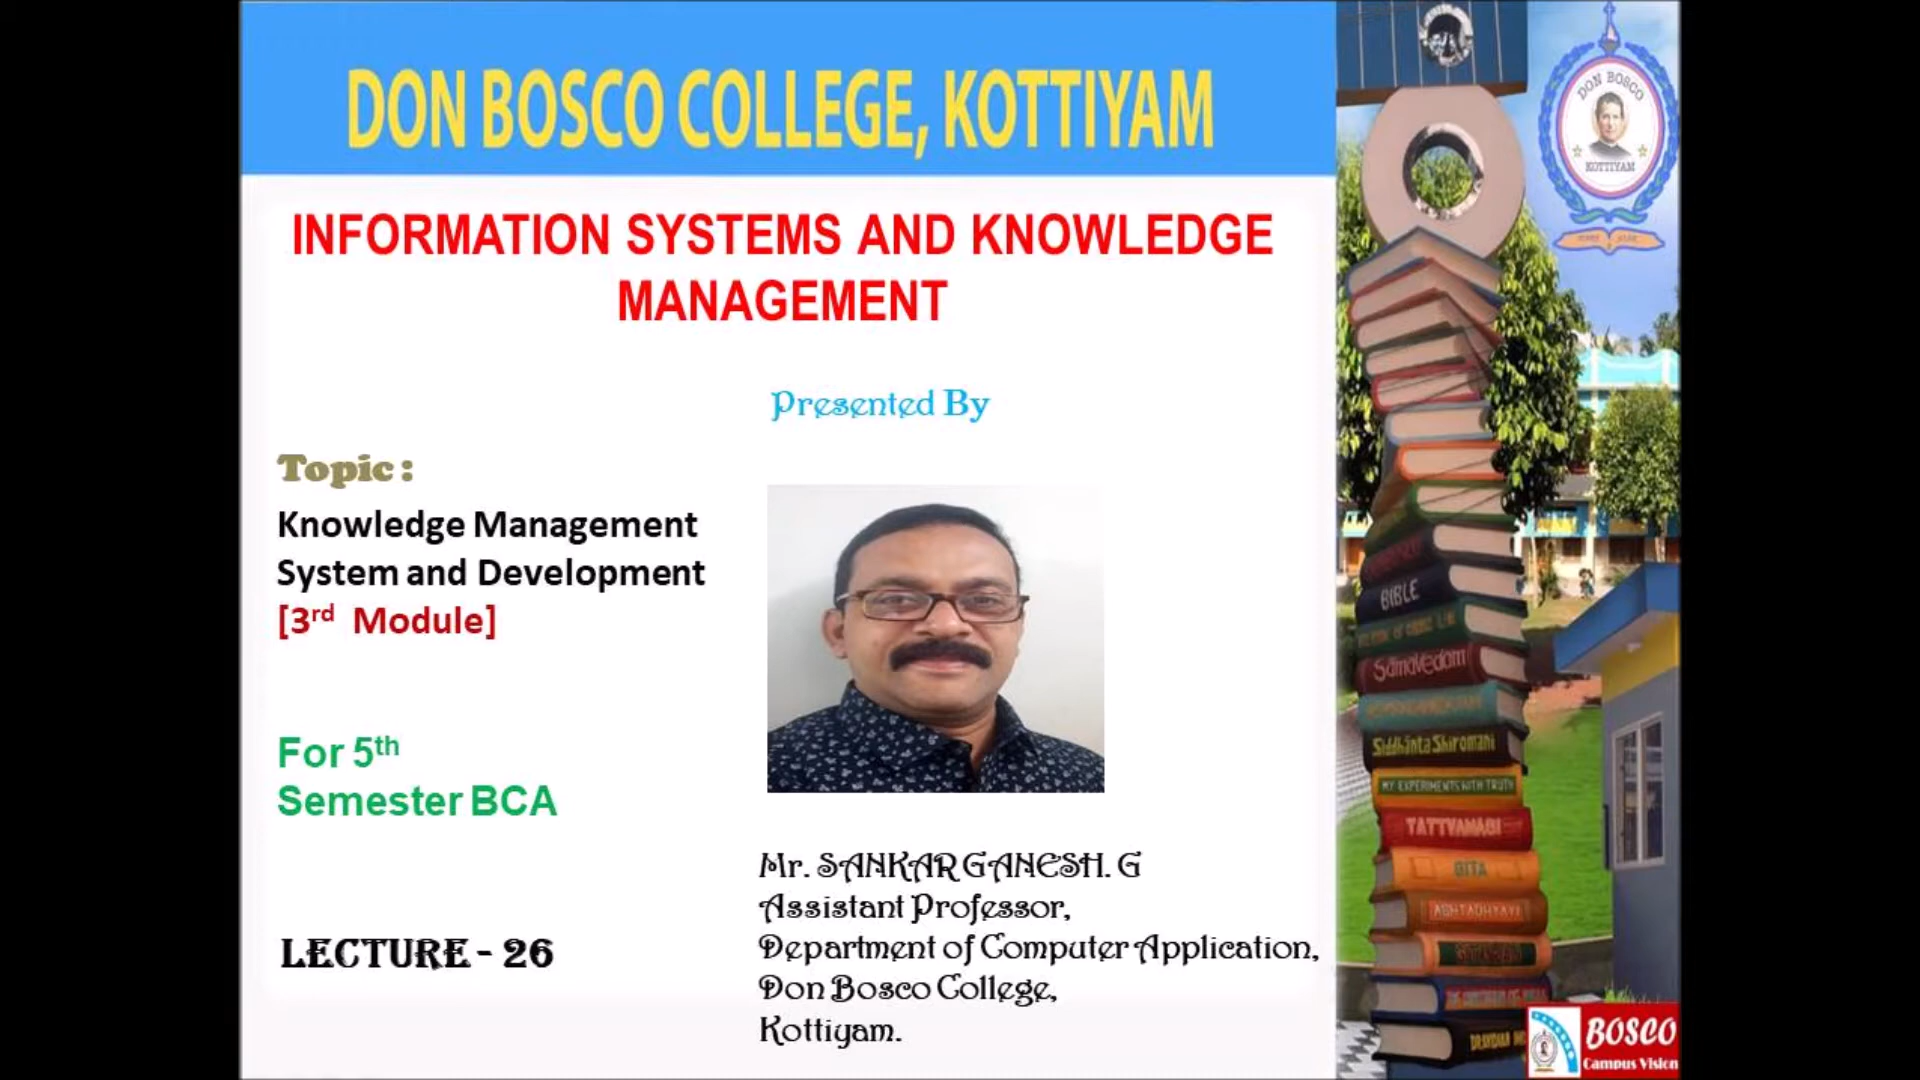 DON BOSCO COLLEGE, KOTTIYAM
INFORMATION SYSTEMS AND KNOWLEDGE
MANAGEMENT
Presented By
Topic :
Knowledge Management
System and Development
[3rd Module]
For 5th
Semester BCA
LECTURE - 26
Mr. SANKAR GANESH. G
Assistant Professor,
Department of Computer Application,
Don Bosco College,
Kottiyam.
DON BOSCO
KOTTIYAM
BIBLE
Samavedam
Siddhanta Shiromani
MY EXPERIMENTS WITH TRUTH
TATTVAMASI
GITA
BOSCO
Campus Vision